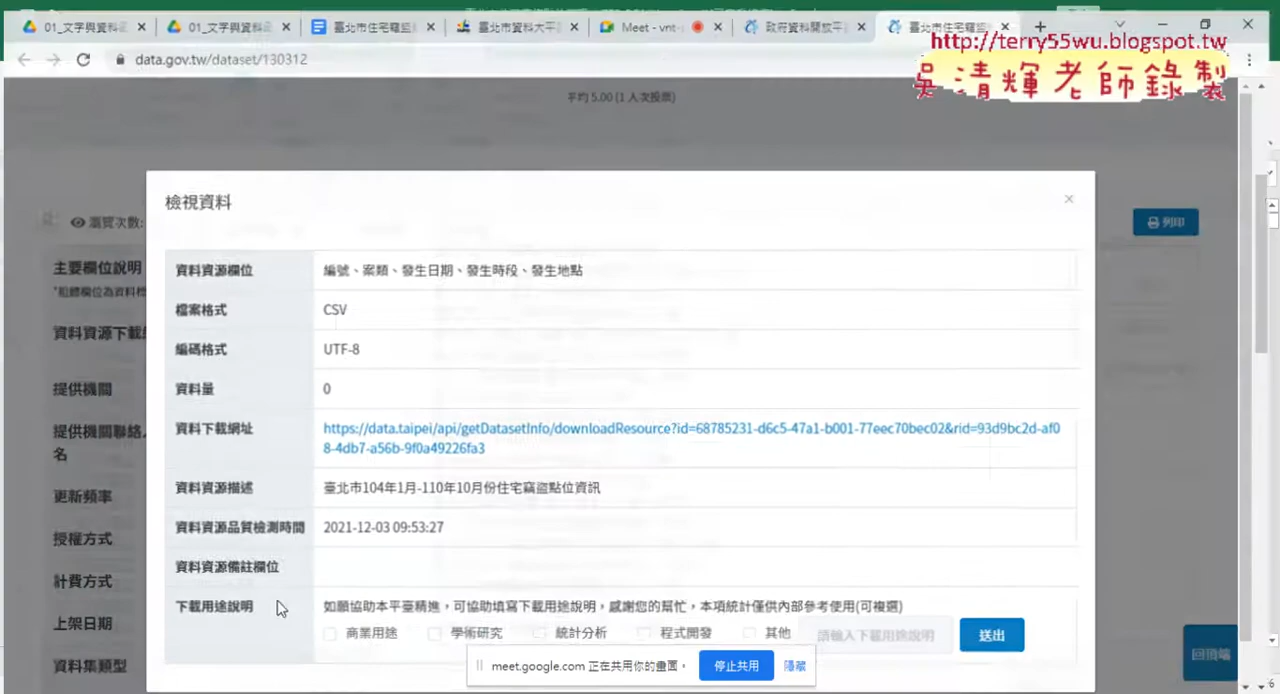 01_文字與資料
01_文字與資料
臺北市住宅竊盜
臺北市資料大平
Meet - vnt-
政府資料開放平
臺北市住宅竊盜
data.gov.tw/dataset/130312
http://terry55wu.blogspot.tw
吳清輝老師錄製
平均 5.00 (1 人次投票)
瀏覽次數:
列印
檢視資料
×
主要欄位說明
資料資源下載
提供機關
提供機關聯絡
名
更新頻率
授權方式
計費方式
上架日期
資料集類型
資料資源欄位 編號、案類、發生日期、發生時段、發生地點
檔案格式 CSV
編碼格式 UTF-8
資料量 0
資料下載網址 https://data.taipei/api/getDatasetInfo/downloadResource?id=68785231-d6c5-47a1-b001-77eec70bec02&rid=93d9bc2d-af0
8-4db7-a56b-9f0a49226fa3
資料資源描述 臺北市104年1月-110年10月份住宅竊盜點位資訊
資料資源品質檢測時間 2021-12-03 09:53:27
資料資源備註欄位
下載用途說明 如願協助本平臺精進，可協助填寫下載用途說明，感謝您的幫忙，本項統計僅供內部參考使用(可複選)
商業用途 學術研究 統計分析 程式開發 其他 請輸入下載用途說明 送出
meet.google.com 正在共用你的畫面。 停止共用 隱藏
回頂端